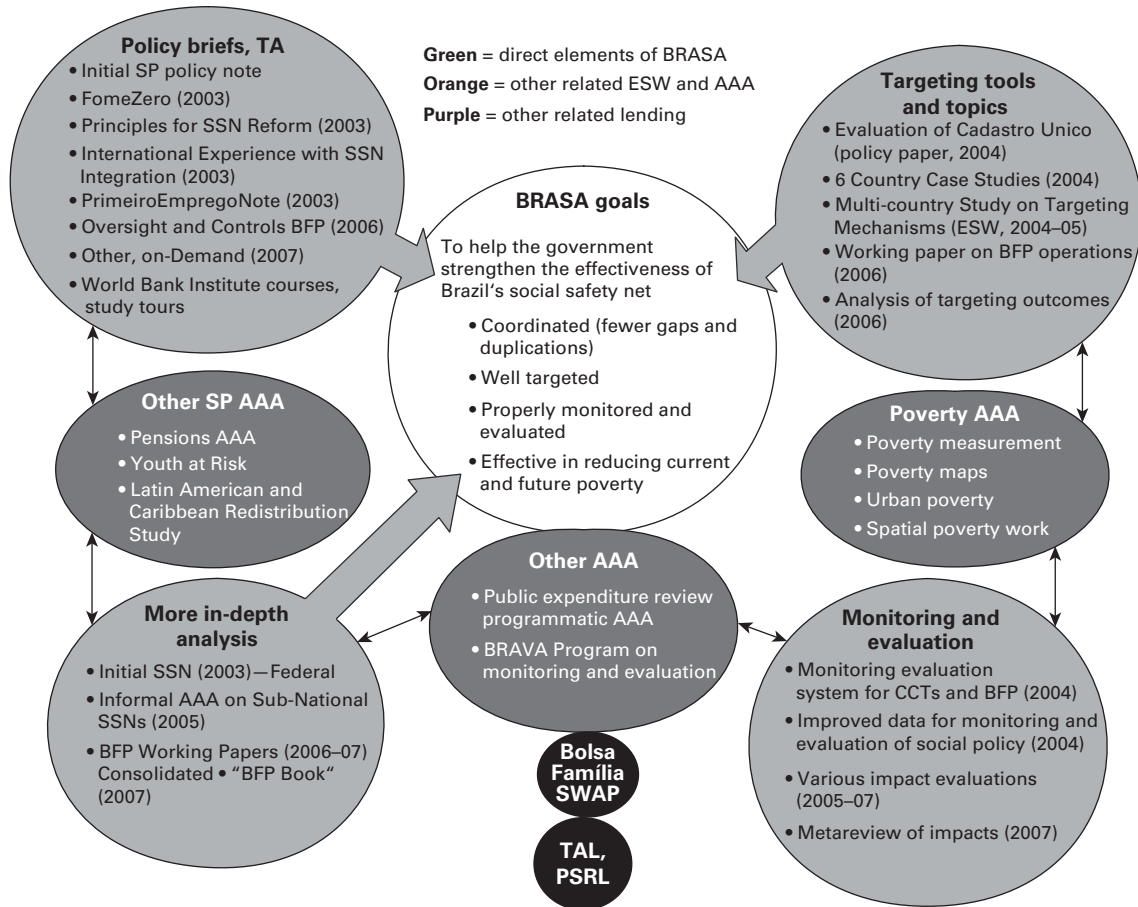 Policy briefs, TA
• Initial SP policy note
• FomeZero (2003)
• Principles for SSN Reform (2003)
• International Experience with SSN
Integration (2003)
• PrimeiroEmpregoNote (2003)
• Oversight and Controls BFP (2006)
• Other, on-Demand (2007)
• World Bank Institute courses,
study tours
Green = direct elements of BRASA
Orange = other related ESW and AAA
Purple = other related lending
Targeting tools
and topics
• Evaluation of Cadastro Unico
(policy paper, 2004)
• 6 Country Case Studies (2004)
• Multi-country Study on Targeting
Mechanisms (ESW, 2004–05)
• Working paper on BFP operations
(2006)
• Analysis of targeting outcomes
(2006)
BRASA goals
To help the government
strengthen the effectiveness of
Brazil‘s social safety net
• Coordinated (fewer gaps and
duplications)
• Well targeted
• Properly monitored and
evaluated
• Effective in reducing current
and future poverty
Other SP AAA
• Pensions AAA
• Youth at Risk
• Latin American and
Caribbean Redistribution
Study
Poverty AAA
• Poverty measurement
• Poverty maps
• Urban poverty
• Spatial poverty work
More in-depth
analysis
• Initial SSN (2003)—Federal
• Informal AAA on Sub-National
SSNs (2005)
• BFP Working Papers (2006–07)
Consolidated • “BFP Book“
(2007)
Other AAA
• Public expenditure review
programmatic AAA
• BRAVA Program on
monitoring and evaluation
Monitoring and
evaluation
• Monitoring evaluation
system for CCTs and BFP (2004)
• Improved data for monitoring and
evaluation of social policy (2004)
• Various impact evaluations
(2005–07)
• Metareview of impacts (2007)
Bolsa
Família
SWAP
TAL,
PSRL